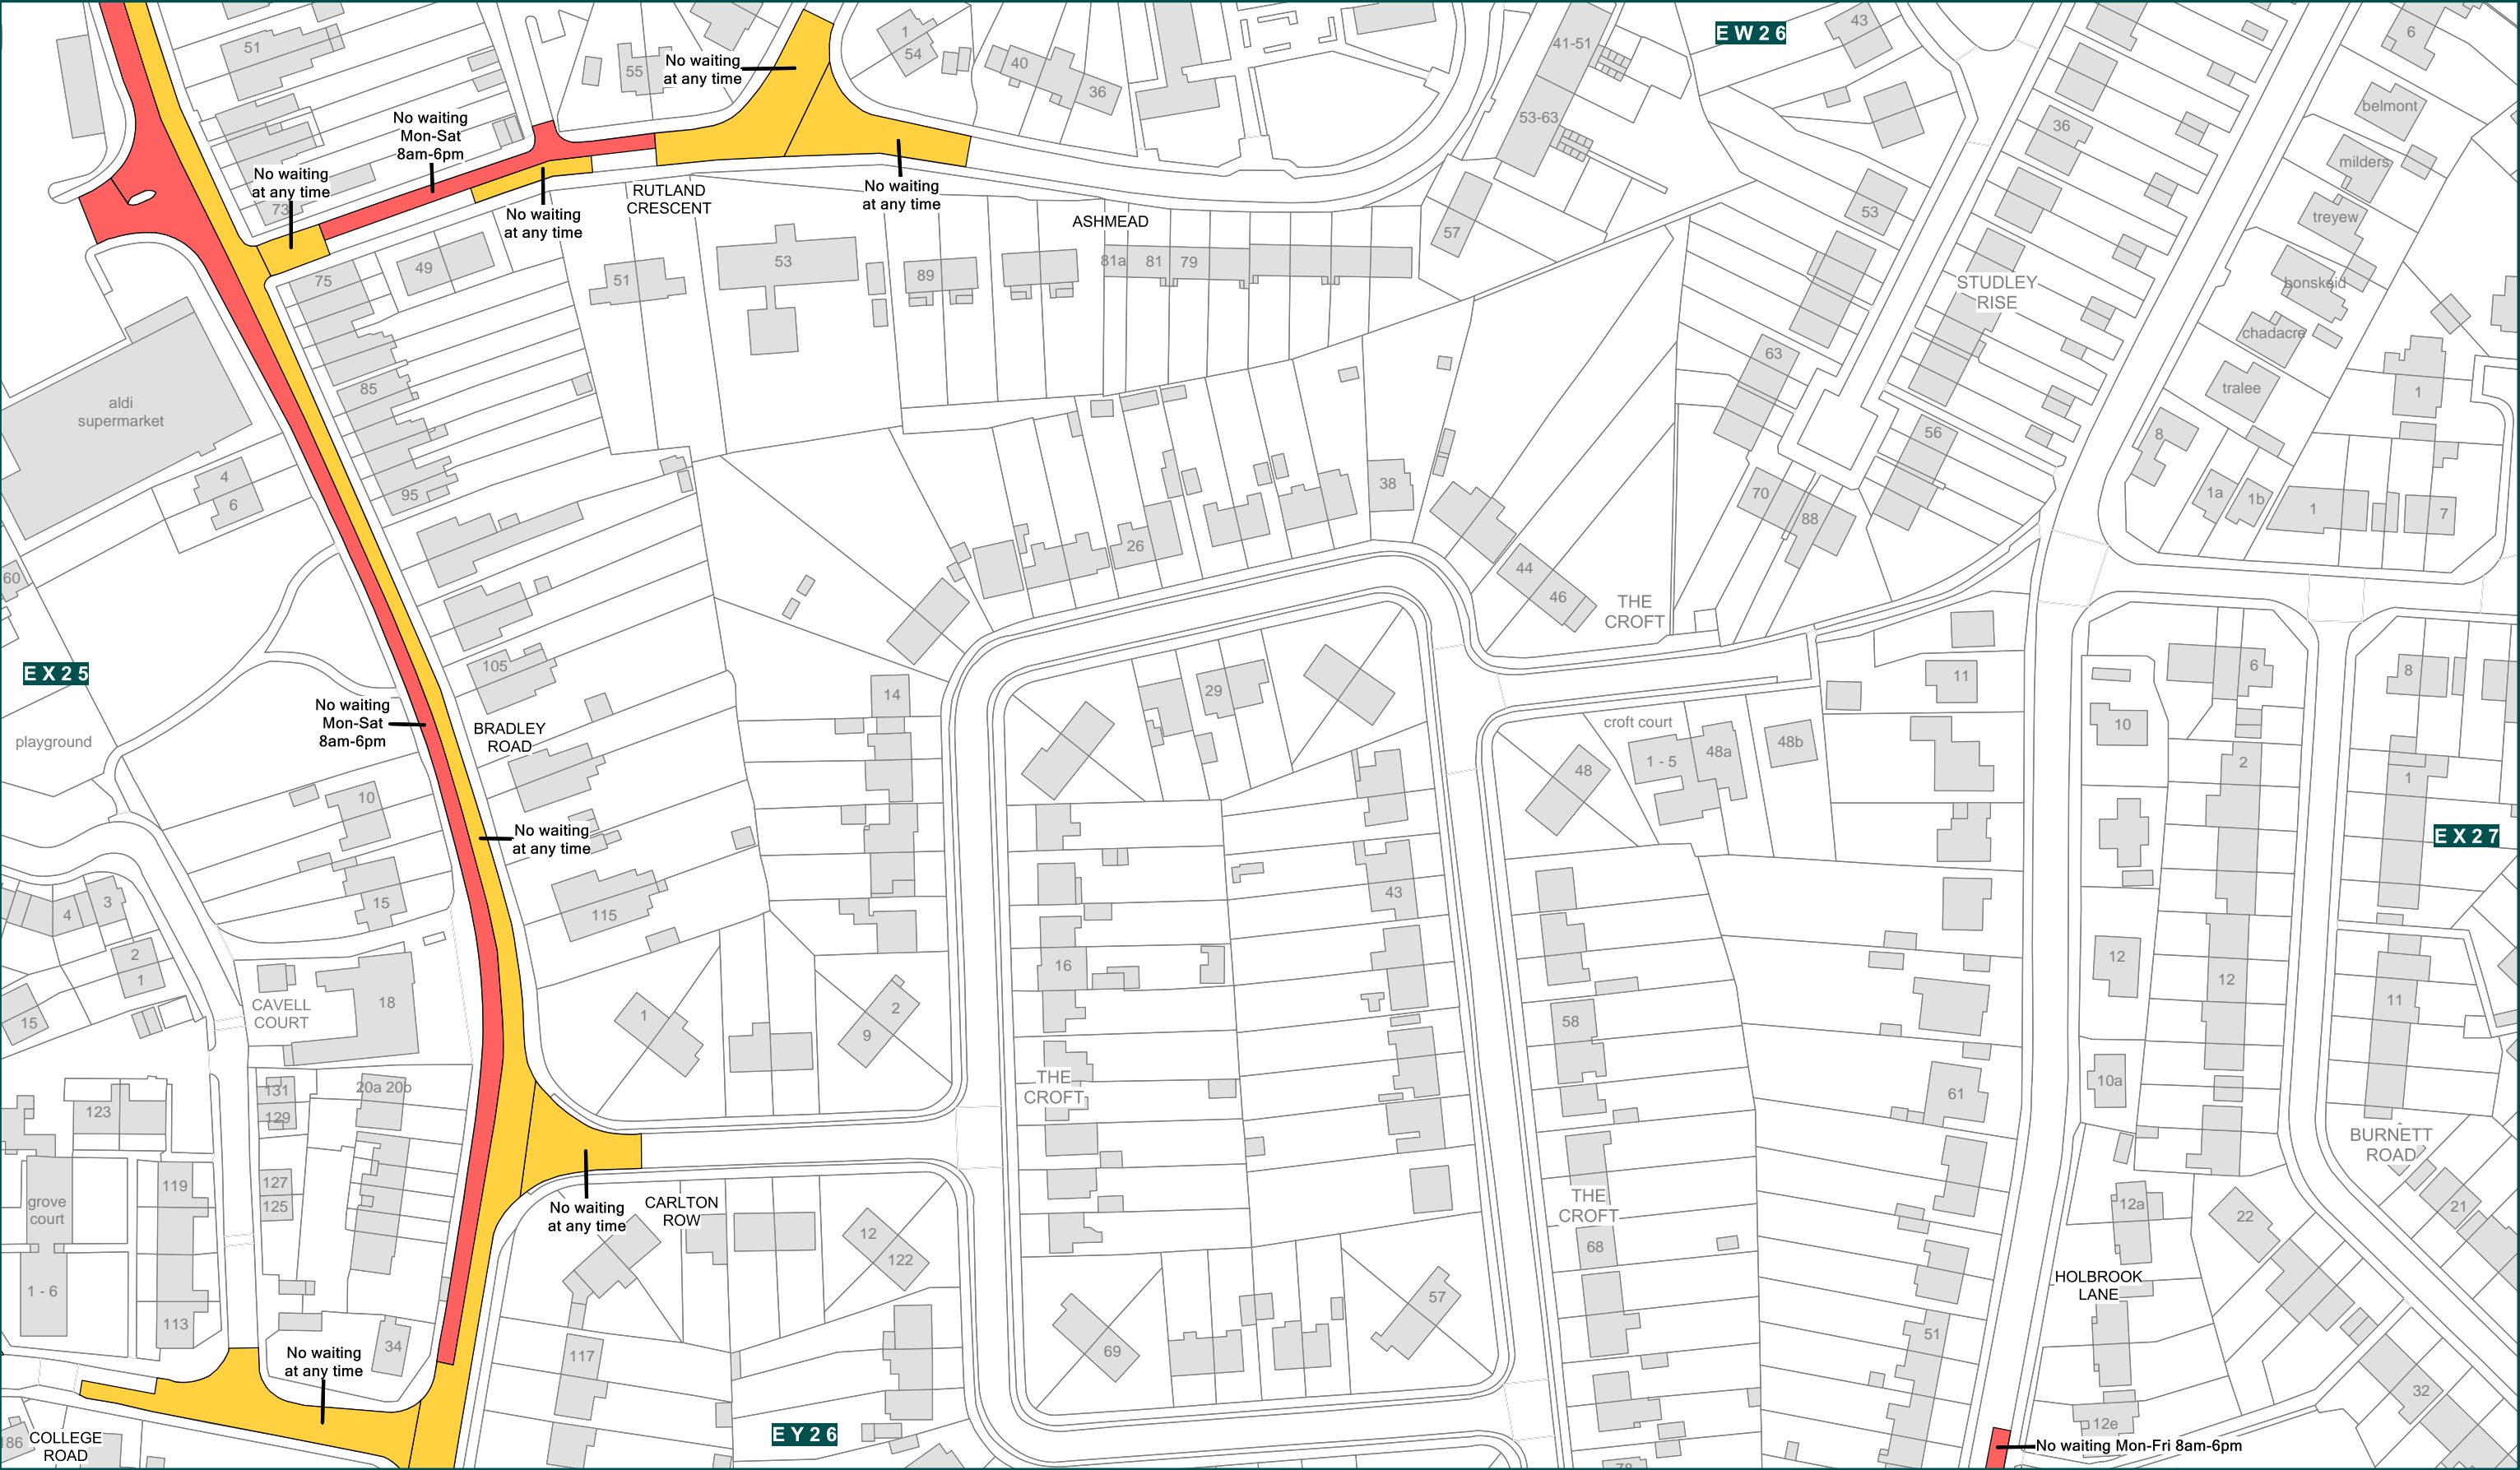 51
55
No waiting
at any time
1
54
40
36
41-51
53-63
E W 2 6
43
6
belmont
36
milders
treyew
53
57
No waiting
Mon-Sat
8am-6pm
No waiting
at any time
73
No waiting
at any time
RUTLAND
CRESCENT
No waiting
at any time
ASHMEAD
STUDLEY
RISE
bonskeid
chadacre
tralee
75
49
51
53
89
81a
81
79
63
1
85
aldi
supermarket
4
6
95
8
56
1a
1b
1
7
70
88
38
26
44
46
THE
CROFT
60
E X 2 5
105
14
29
11
6
8
10
No waiting
Mon-Sat
8am-6pm
BRADLEY
ROAD
playground
croft court
1 - 5
48a
48b
48
2
1
10
No waiting
at any time
E X 2 7
15
115
43
3
4
2
1
16
12
12
11
15
CAVELL
COURT
18
1
2
9
58
THE
CROFT
61
10a
131
129
20a 20b
123
BURNETT
ROAD
127
125
119
grove
court
No waiting
at any time
CARLTON
ROW
THE
CROFT
12a
22
21
12
122
68
1 - 6
113
HOLBROOK
LANE
57
69
51
34
117
No waiting
at any time
32
12e
E Y 2 6
186
COLLEGE
ROAD
No waiting Mon-Fri 8am-6pm